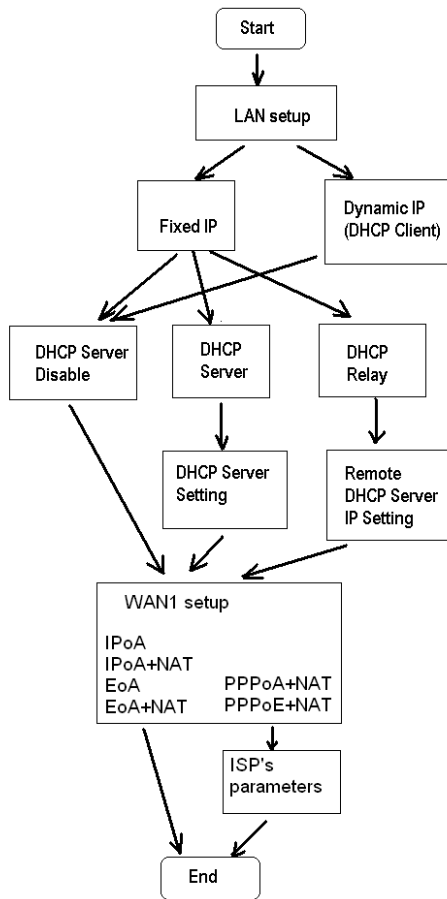 Start
LAN setup
Fixed IP
Dynamic IP
(DHCP Client)
DHCP Server
Disable
DHCP
Server
DHCP
Relay
DHCP Server
Setting
Remote
DHCP Server
IP Setting
WAN1 setup
IPoA
IPoA+NAT
EoA
EoA+NAT
PPPoA+NAT
PPPoE+NAT
ISP's
parameters
End